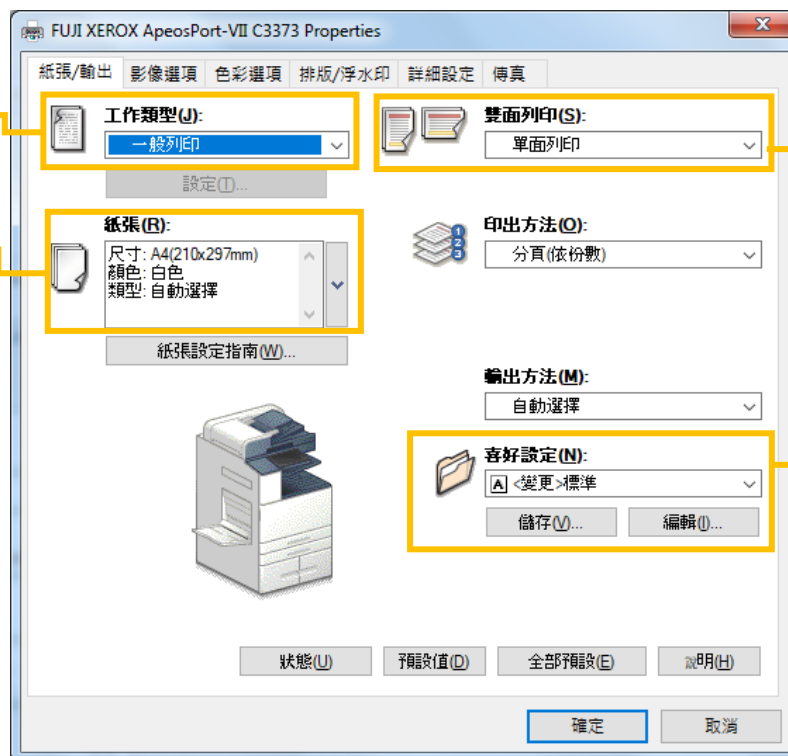 FUJI XEROX ApeosPort-VII C3373 Properties
紙張/輸出 影像選項 色彩選項 排版/浮水印 詳細設定 傳真
工作類型(J):
一般列印
設定(T)...
紙張(R):
尺寸: A4(210x297mm)
顏色: 白色
類型: 自動選擇
紙張設定指南(W)...
雙面列印(S):
單面列印
1
2
3
印出方法(O):
分頁(依份數)
輸出方法(M):
自動選擇
喜好設定(N):
A <變更>標準
儲存(V)... 編輯(I)...
狀態(U) 預設值(D) 全部預設(E) 說明(H)
確定 取消